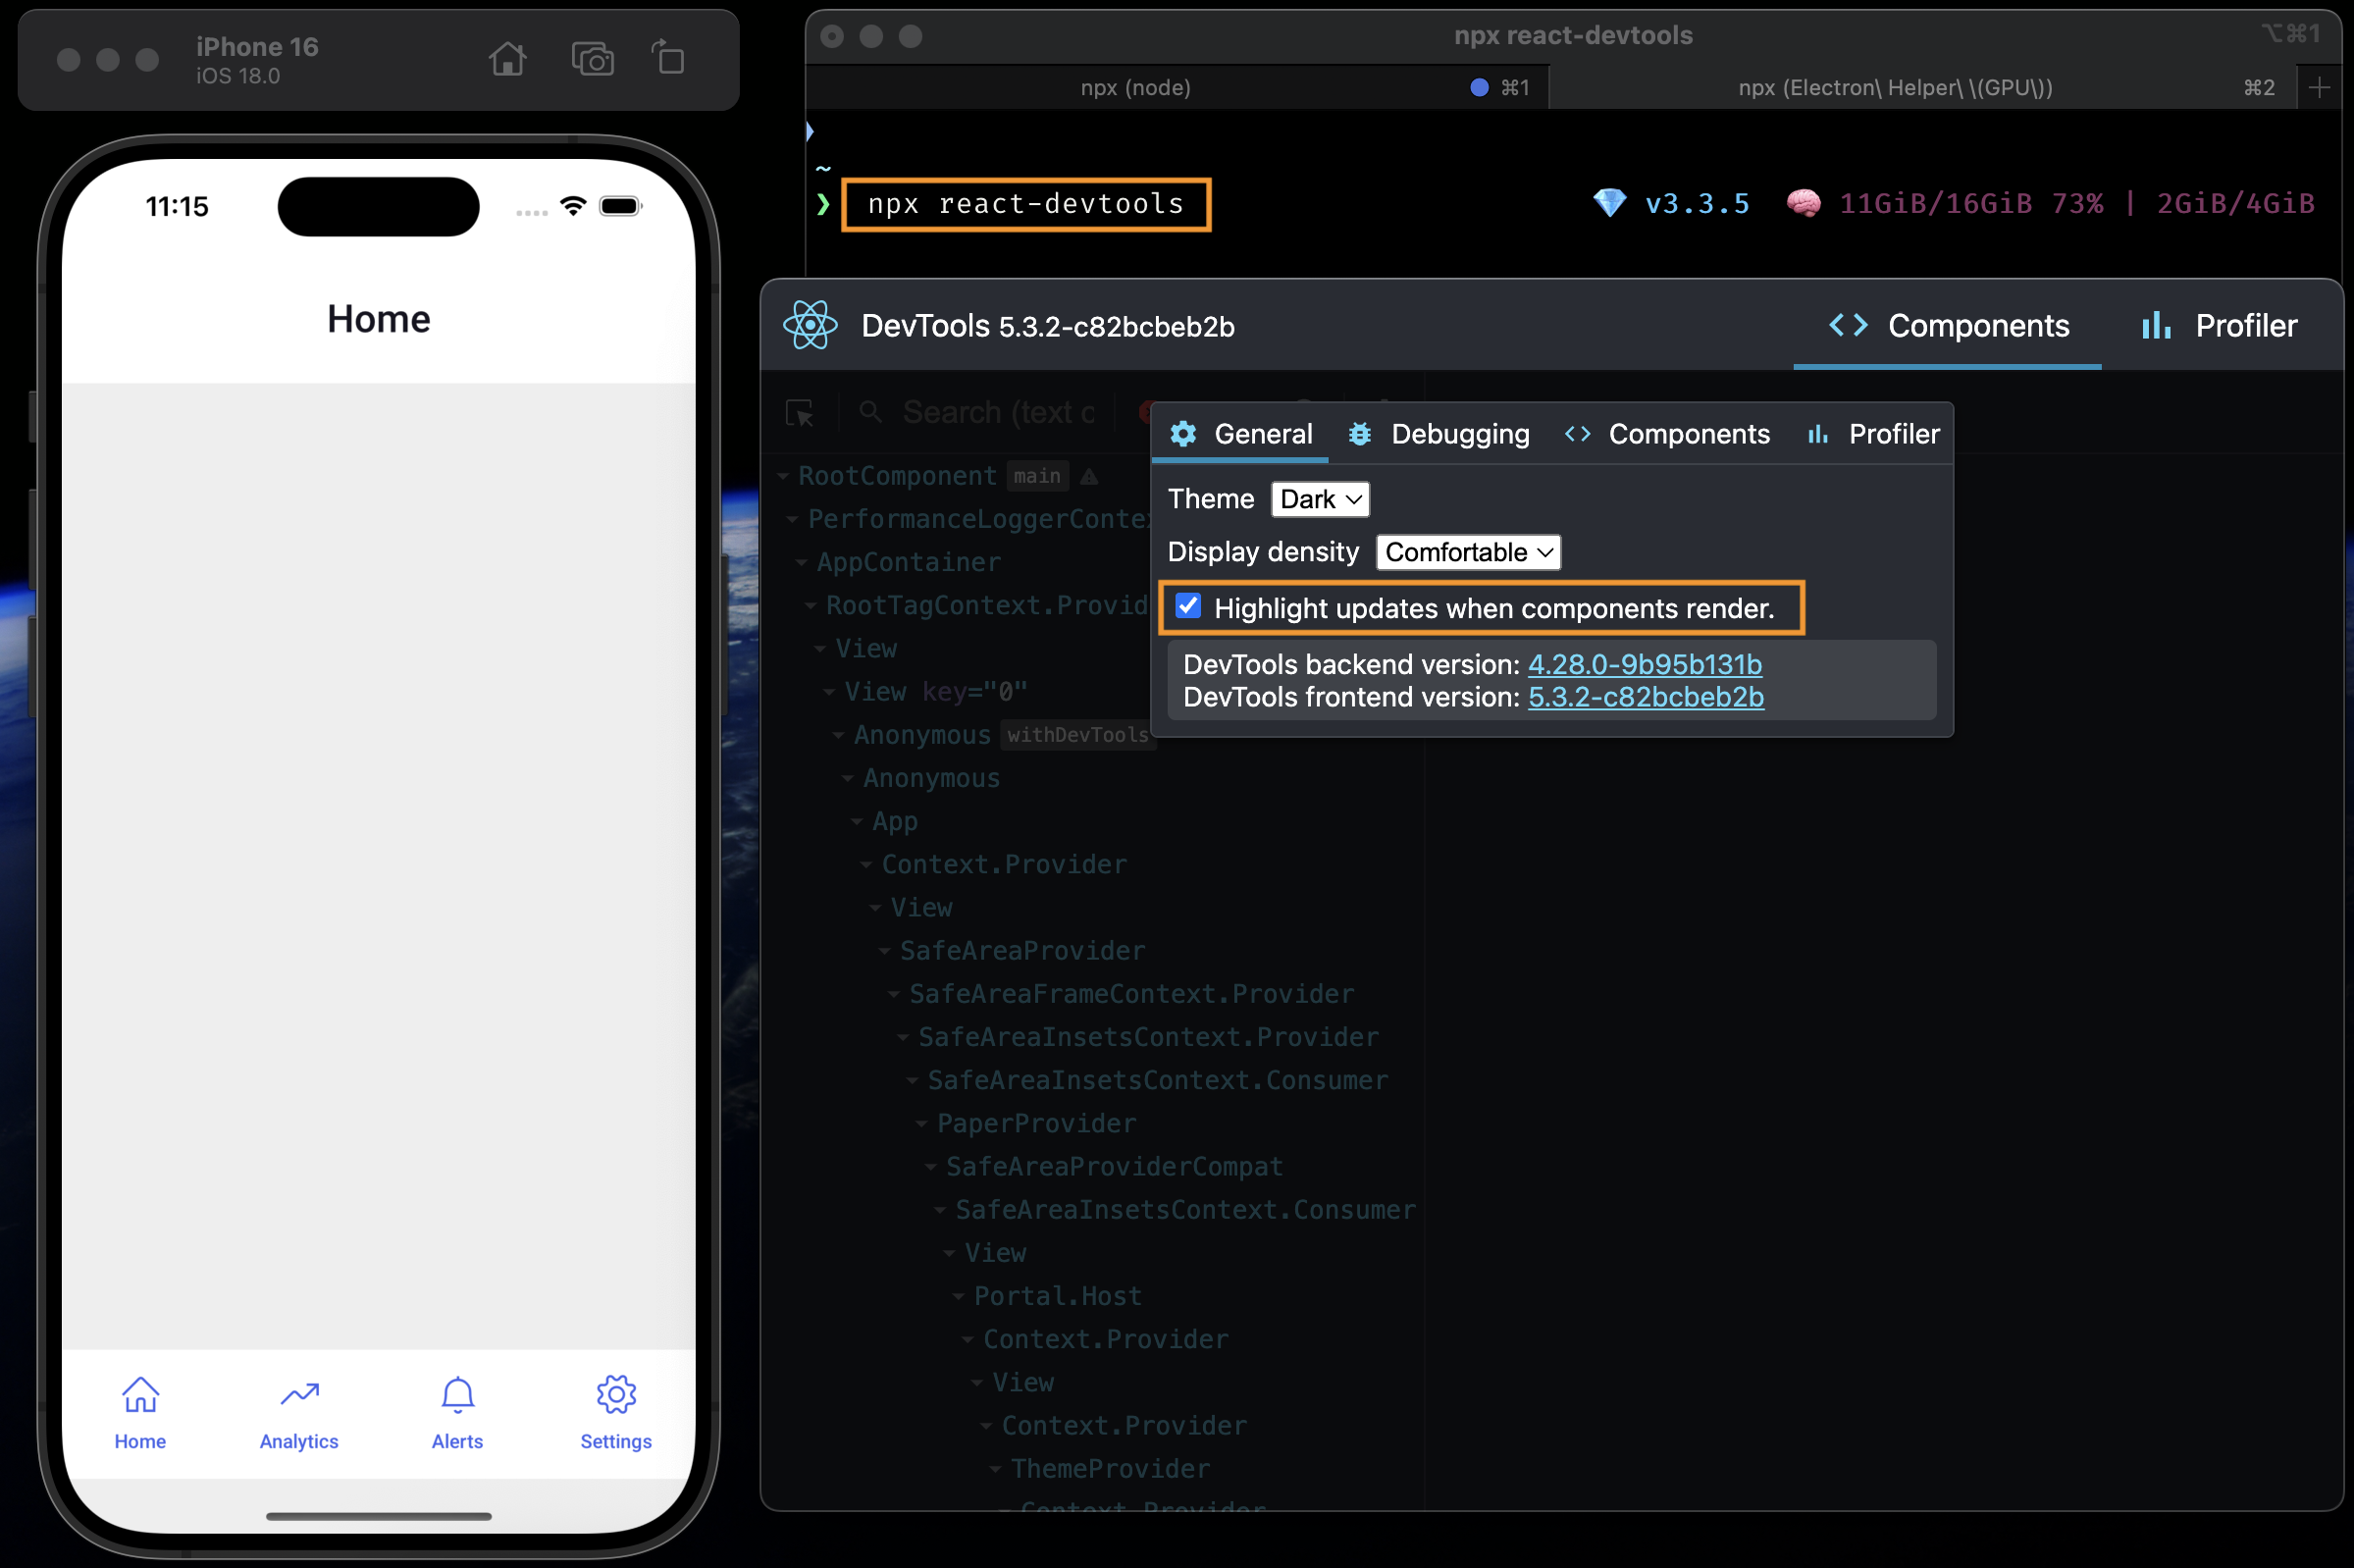 iPhone 16
iOS 18.0
11:15
Home
Home
Analytics
Alerts
Settings
npx react-devtools
⌥⌘1
npx (node)
⌘1
npx (Electron\ Helper\ \(GPU\))
⌘2
~
❯ npx react-devtools
v3.3.5
11GiB/16GiB 73% | 2GiB/4GiB
DevTools 5.3.2-c82bcbeb2b
Components
Profiler
Search (text o
General
Debugging
Components
Profiler
Theme Dark
Display density Comfortable
Highlight updates when components render.
DevTools backend version: 4.28.0-9b95b131b
DevTools frontend version: 5.3.2-c82bcbeb2b
RootComponent main
PerformanceLoggerContex
AppContainer
RootTagContext.Provid
View
View key="0"
Anonymous withDevTools
Anonymous
App
Context.Provider
View
SafeAreaProvider
SafeAreaFrameContext.Provider
SafeAreaInsetsContext.Provider
SafeAreaInsetsContext.Consumer
PaperProvider
SafeAreaProviderCompat
SafeAreaInsetsContext.Consumer
View
Portal.Host
Context.Provider
View
Context.Provider
ThemeProvider
Context.Provider